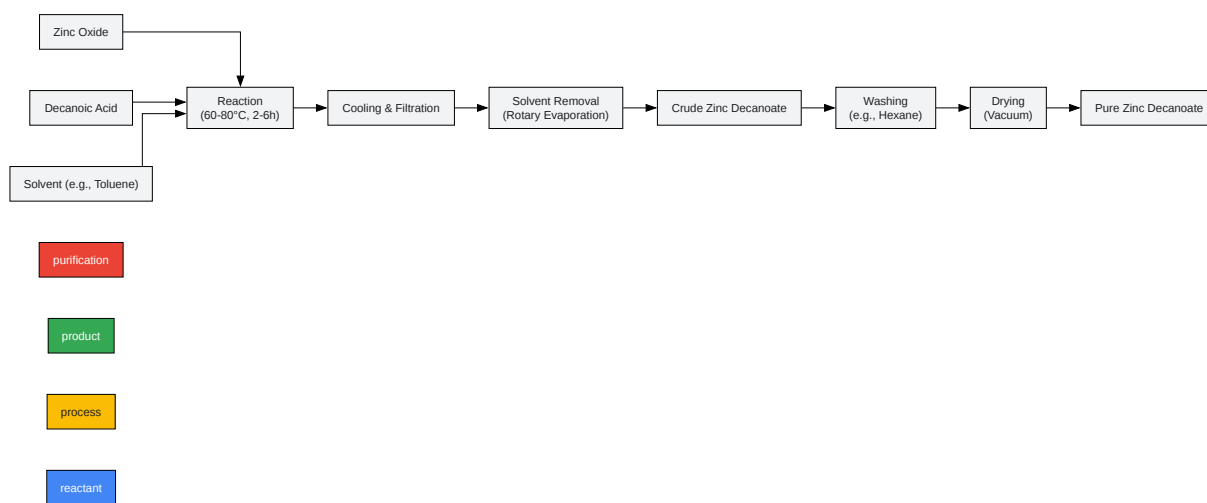 Zinc Oxide
Decanoic Acid
Solvent (e.g., Toluene)
Reaction
(60-80°C, 2-6h)
Cooling & Filtration
Solvent Removal
(Rotary Evaporation)
Crude Zinc Decanoate
Washing
(e.g., Hexane)
Drying
(Vacuum)
Pure Zinc Decanoate
purification
product
process
reactant